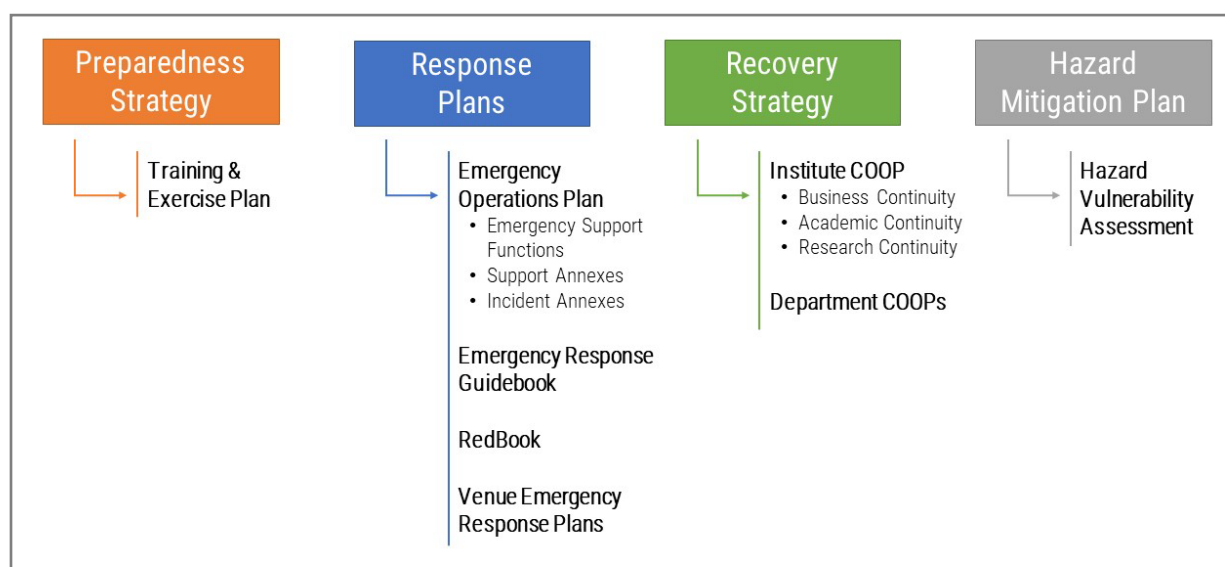 Preparedness
Strategy
Training &
Exercise Plan
Response
Plans
Emergency
Operations Plan
• Emergency Support
Functions
• Support Annexes
• Incident Annexes
Emergency Response
Guidebook
RedBook
Venue Emergency
Response Plans
Recovery
Strategy
Institute COOP
• Business Continuity
• Academic Continuity
• Research Continuity
Department COOPs
Hazard
Mitigation Plan
Hazard
Vulnerability
Assessment